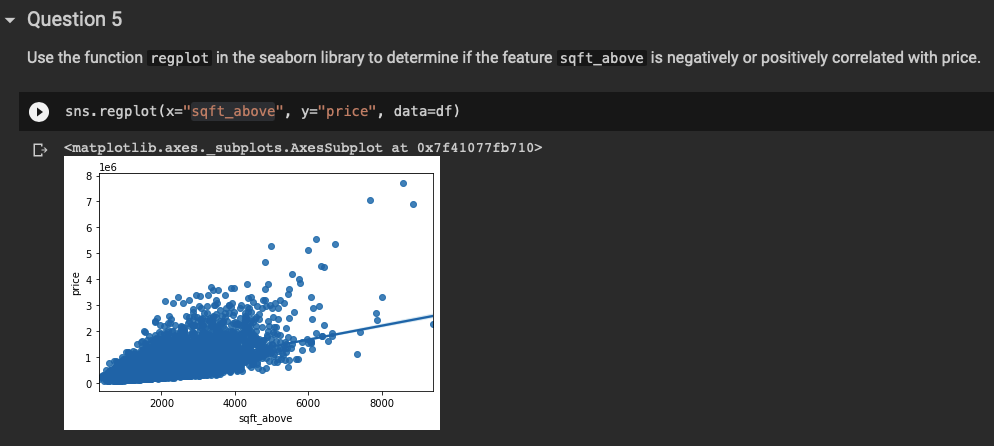 Question 5
Use the function regplot in the seaborn library to determine if the feature sqft_above is negatively or positively correlated with price.
sns.regplot(x="sqft_above", y="price", data=df)
<matplotlib.axes._subplots.AxesSubplot at 0x7f41077fb710>
1e6
8
7
6
5
4
3
2
1
0
price
2000 4000 6000 8000
sqft_above